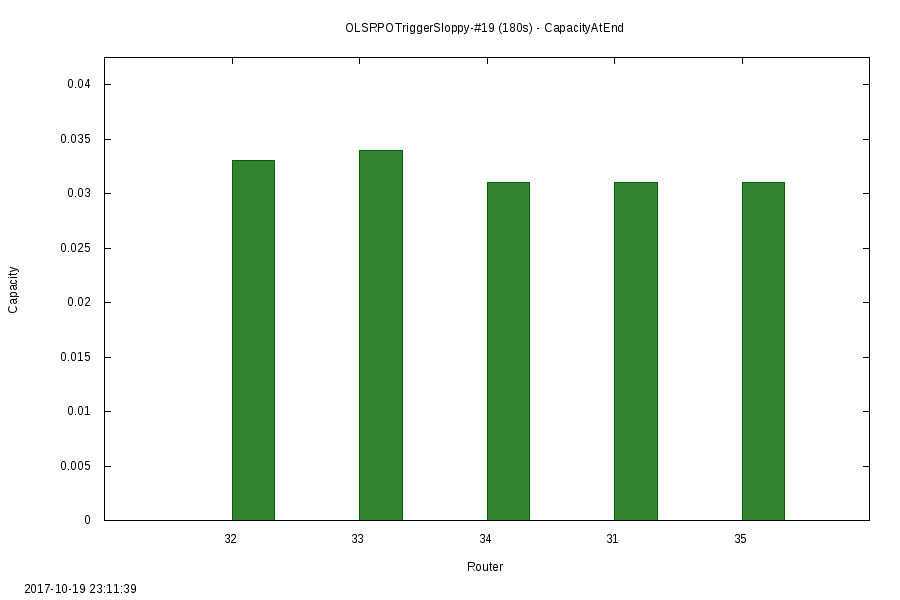 OLSRPOTriggerSloppy-#19 (180s) - CapacityAtEnd
0.04
0.035
0.03
0.025
0.02
0.015
0.01
0.005
0
Capacity
32 33 34 31 35
Router
2017-10-19 23:11:39